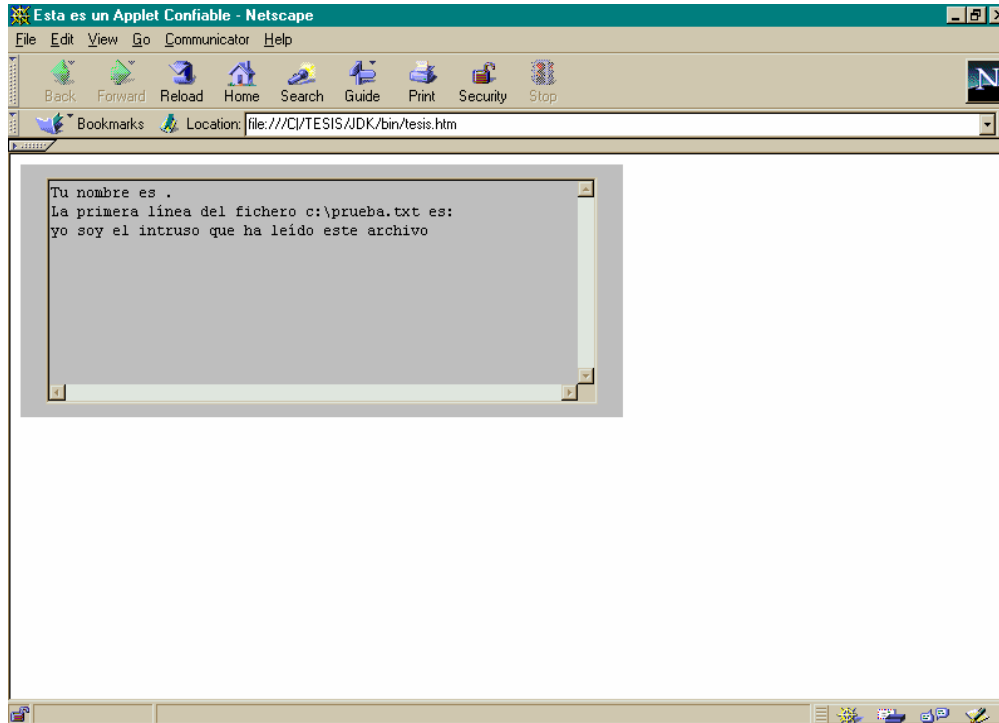 Esta es un Applet Confiable - Netscape
File Edit View Go Communicator Help
Back Forward Reload Home Search Guide Print Security Stop
N
Bookmarks Location: file:///C|/TESIS/JDK/bin/tesis.htm
Tu nombre es .
La primera línea del fichero c:\prueba.txt es:
yo soy el intruso que ha leído este archivo